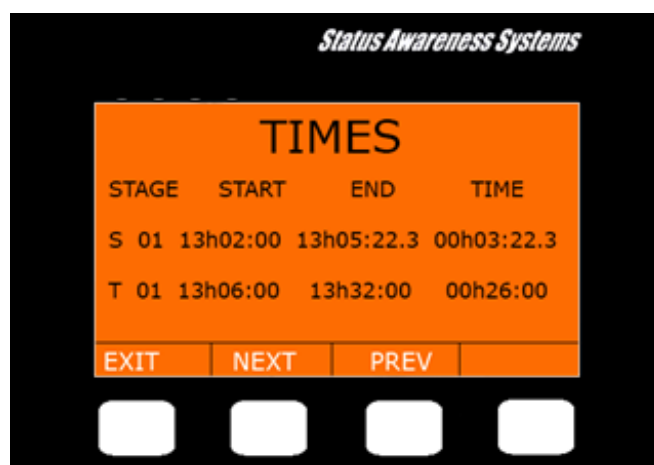 Status Awareness Systems
TIMES
STAGE START END TIME
S 01 13h02:00 13h05:22.3 00h03:22.3
T 01 13h06:00 13h32:00 00h26:00
EXIT NEXT PREV